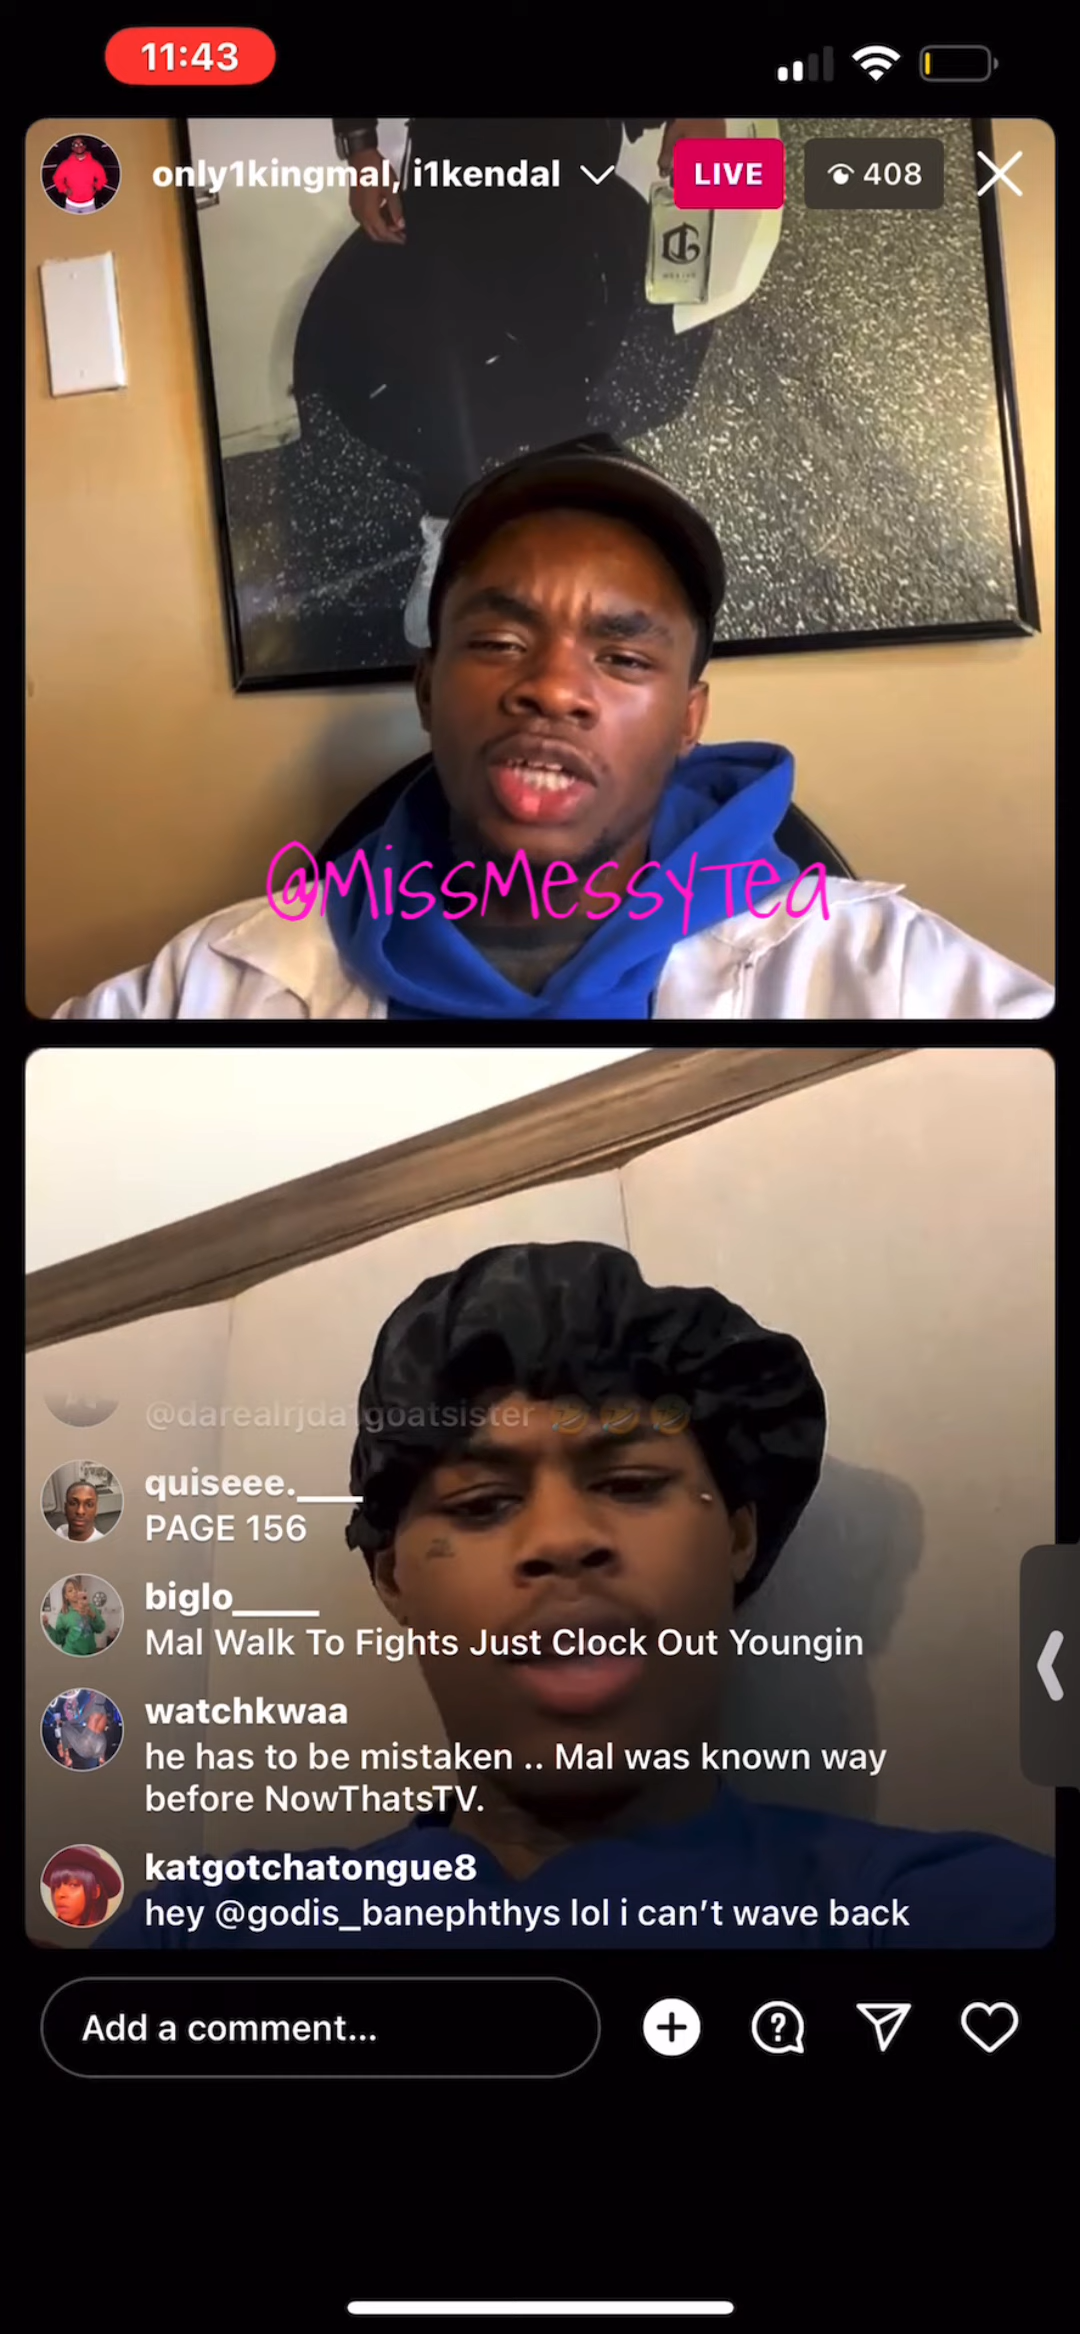 11:43
only1kingmal, i1kendal
LIVE
408
@MissMessyTea
@darealrjda1goatsister 🤣🤣🤣
quiseee.___
PAGE 156
biglo____
Mal Walk To Fights Just Clock Out Youngin
watchkwaa
he has to be mistaken .. Mal was known way
before NowThatsTV.
katgotchatongue8
hey @godis_banephthys lol i can’t wave back
Add a comment...